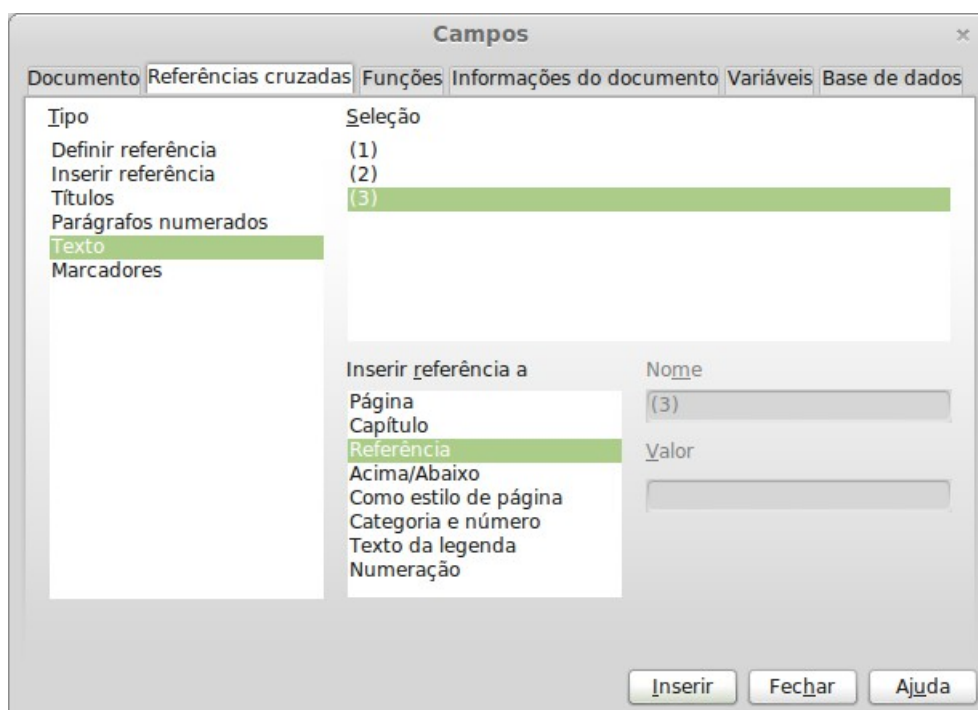 Campos
Documento Referências cruzadas Funções Informações do documento Variáveis Base de dados
Tipo
Definir referência
Inserir referência
Títulos
Parágrafos numerados
Texto
Marcadores
Seleção
(1)
(2)
(3)
Inserir referência a
Página
Capítulo
Referência
Acima/Abaixo
Como estilo de página
Categoria e número
Texto da legenda
Numeração
Nome
(3)
Valor
Inserir Fechar Ajuda